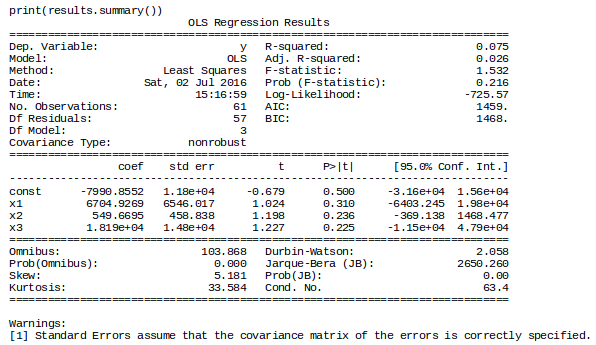 print(results.summary())
                            OLS Regression Results
==============================================================================
Dep. Variable:                      y   R-squared:                       0.075
Model:                            OLS   Adj. R-squared:                  0.026
Method:                 Least Squares   F-statistic:                     1.532
Date:                Sat, 02 Jul 2016   Prob (F-statistic):              0.216
Time:                        15:16:59   Log-Likelihood:                -725.57
No. Observations:                  61   AIC:                             1459.
Df Residuals:                      57   BIC:                             1468.
Df Model:                           3
Covariance Type:            nonrobust
==============================================================================
                 coef    std err          t      P>|t|      [95.0% Conf. Int.]
------------------------------------------------------------------------------
const      -7990.8552   1.18e+04     -0.679      0.500     -3.16e+04  1.56e+04
x1          6704.9269   6546.017      1.024      0.310     -6403.245  1.98e+04
x2           549.6695    458.838      1.198      0.236      -369.138  1468.477
x3          1.819e+04   1.48e+04      1.227      0.225     -1.15e+04  4.79e+04
==============================================================================
Omnibus:                      103.868   Durbin-Watson:                   2.058
Prob(Omnibus):                  0.000   Jarque-Bera (JB):             2650.260
Skew:                           5.181   Prob(JB):                         0.00
Kurtosis:                      33.584   Cond. No.                         63.4
==============================================================================
Warnings:
[1] Standard Errors assume that the covariance matrix of the errors is correctly specified.